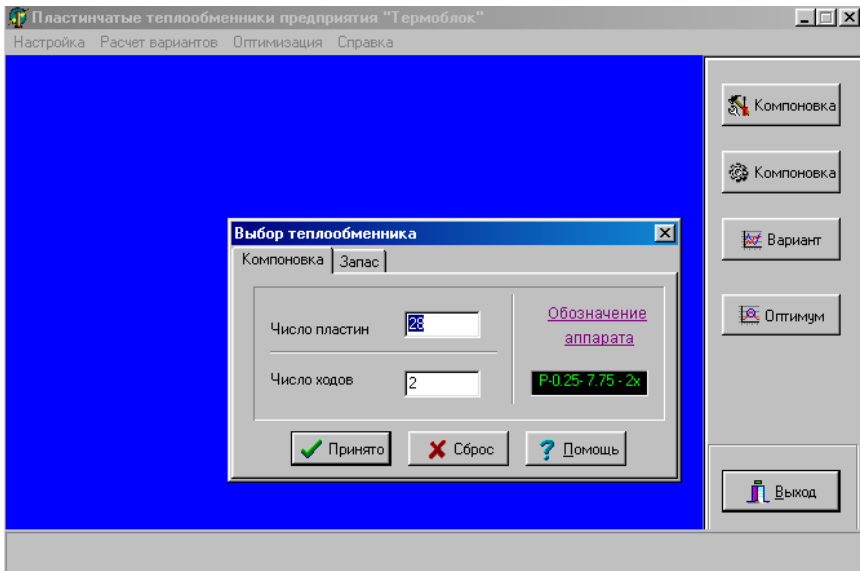 Пластинчатые теплообменники предприятия "Термоблок"
Настройка Расчет вариантов Оптимизация Справка
Компоновка
Компоновка
Вариант
Оптимум
Выход
Выбор теплообменника
Компоновка Запас
Число пластин 28
Число ходов 2
Обозначение
аппарата
Р-0.25- 7.75 - 2х
Принято Сброс Помощь